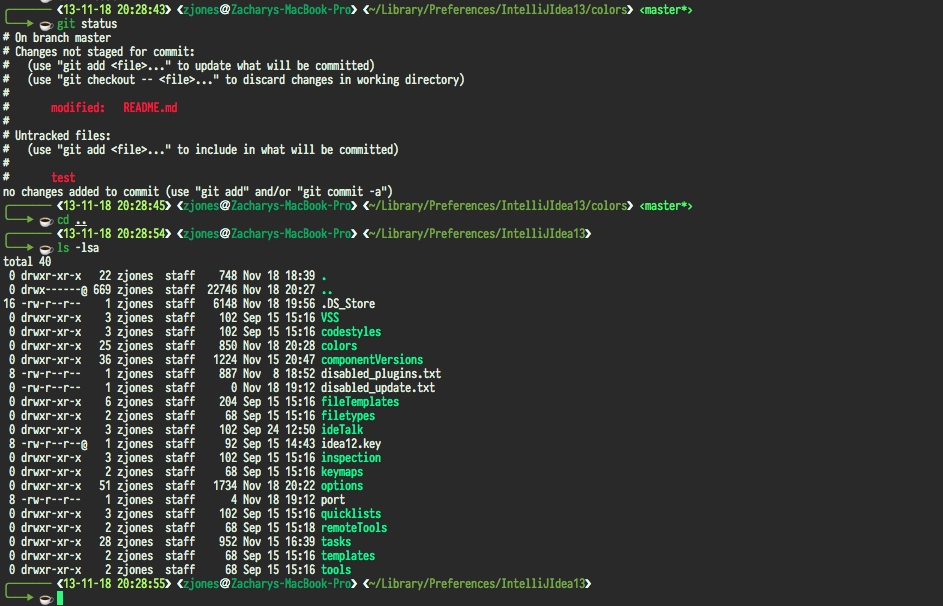 ❮13-11-18 20:28:43❯ ❮zjones@Zacharys-MacBook-Pro❯ ❮~/Library/Preferences/IntelliJIdea13/colors❯ ❮master*❯
git status
# On branch master
# Changes not staged for commit:
#   (use "git add <file>..." to update what will be committed)
#   (use "git checkout -- <file>..." to discard changes in working directory)
#
#       modified:   README.md
#
# Untracked files:
#   (use "git add <file>..." to include in what will be committed)
#
#       test
no changes added to commit (use "git add" and/or "git commit -a")
❮13-11-18 20:28:45❯ ❮zjones@Zacharys-MacBook-Pro❯ ❮~/Library/Preferences/IntelliJIdea13/colors❯ ❮master*❯
cd ..
❮13-11-18 20:28:54❯ ❮zjones@Zacharys-MacBook-Pro❯ ❮~/Library/Preferences/IntelliJIdea13❯
ls -lsa
total 40
 0 drwxr-xr-x   22 zjones  staff    748 Nov 18 18:39 .
 0 drwx------@ 669 zjones  staff  22746 Nov 18 20:27 ..
16 -rw-r--r--    1 zjones  staff   6148 Nov 18 19:56 .DS_Store
 0 drwxr-xr-x    3 zjones  staff    102 Sep 15 15:16 VSS
 0 drwxr-xr-x    3 zjones  staff    102 Sep 15 15:16 codestyles
 0 drwxr-xr-x   25 zjones  staff    850 Nov 18 20:28 colors
 0 drwxr-xr-x   36 zjones  staff   1224 Nov 15 20:47 componentVersions
 8 -rw-r--r--    1 zjones  staff    887 Nov  8 18:52 disabled_plugins.txt
 0 -rw-r--r--    1 zjones  staff      0 Nov 18 19:12 disabled_update.txt
 0 drwxr-xr-x    6 zjones  staff    204 Sep 15 15:16 fileTemplates
 0 drwxr-xr-x    2 zjones  staff     68 Sep 15 15:16 filetypes
 0 drwxr-xr-x    3 zjones  staff    102 Sep 24 12:50 ideTalk
 8 -rw-r--r--@   1 zjones  staff     92 Sep 15 14:43 idea12.key
 0 drwxr-xr-x    3 zjones  staff    102 Sep 15 15:16 inspection
 0 drwxr-xr-x    2 zjones  staff     68 Sep 15 15:16 keymaps
 0 drwxr-xr-x   51 zjones  staff   1734 Nov 18 20:22 options
 8 -rw-r--r--    1 zjones  staff      4 Nov 18 19:12 port
 0 drwxr-xr-x    3 zjones  staff    102 Sep 15 15:16 quicklists
 0 drwxr-xr-x    2 zjones  staff     68 Sep 15 15:18 remoteTools
 0 drwxr-xr-x   28 zjones  staff    952 Nov 15 16:39 tasks
 0 drwxr-xr-x    2 zjones  staff     68 Sep 15 15:16 templates
 0 drwxr-xr-x    2 zjones  staff     68 Sep 15 15:16 tools
❮13-11-18 20:28:55❯ ❮zjones@Zacharys-MacBook-Pro❯ ❮~/Library/Preferences/IntelliJIdea13❯